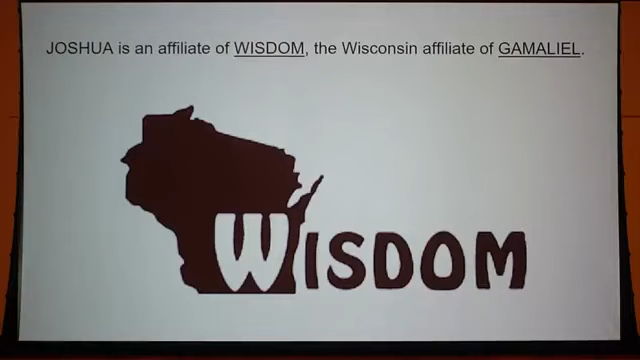 JOSHUA is an affiliate of WISDOM, the Wisconsin affiliate of GAMALIEL.
WISDOM